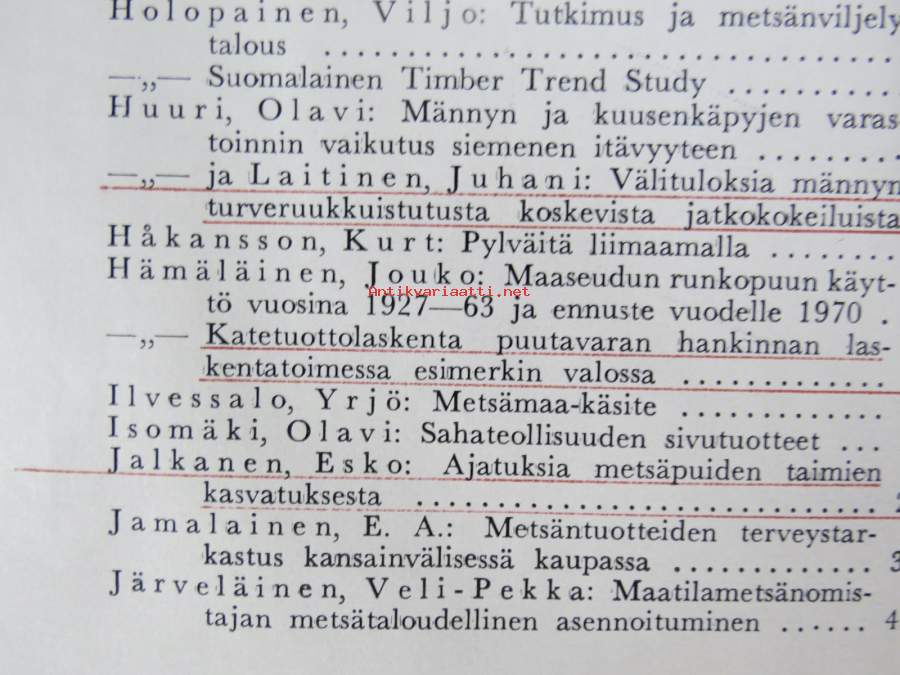 Holopainen, Viljo: Tutkimus ja metsänviljely
talous ..............................
—„— Suomalainen Timber Trend Study ..........
Huuri, Olavi: Männyn ja kuusenkäpyjen varas
toinnin vaikutus siemenen itävyyteen .........
—„— ja Laitinen, Juhani: Välituloksia männyn
turveruukkuistutusta koskevista jatkokokeiluista
Håkansson, Kurt: Pylväitä liimaamalla ........
Hämäläinen, Jouko: Maaseudun runkopuun käyt-
Antikvariaatti.net
tö vuosina 1927—63 ja ennuste vuodelle 1970 .
—„— Katetuottolaskenta puutavaran hankinnan las-
kentatoimessa esimerkin valossa .............
Ilvessalo, Yrjö: Metsämaa-käsite .............
Isomäki, Olavi: Sahateollisuuden sivutuotteet ...
Jalkanen, Esko: Ajatuksia metsäpuiden taimien
kasvatuksesta ..............................
Jamalainen, E. A.: Metsäntuotteiden terveystar-
kastus kansainvälisessä kaupassa ............. 3
Järveläinen, Veli-Pekka: Maatilametsänomis-
tajan metsätaloudellinen asennoituminen ...... 4